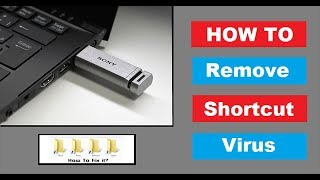 SONY
HOW TO
Remove
Shortcut
Virus
How To Fix it?